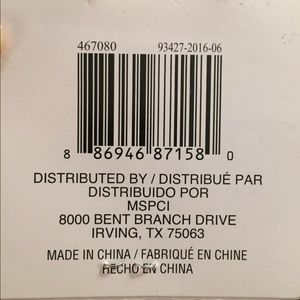 467080 93427-2016-06
8 86946 87158 0
DISTRIBUTED BY / DISTRIBUÉ PAR
DISTRIBUIDO POR
MSPCI
8000 BENT BRANCH DRIVE
IRVING, TX 75063
MADE IN CHINA / FABRIQUÉ EN CHINE
HECHO EN CHINA